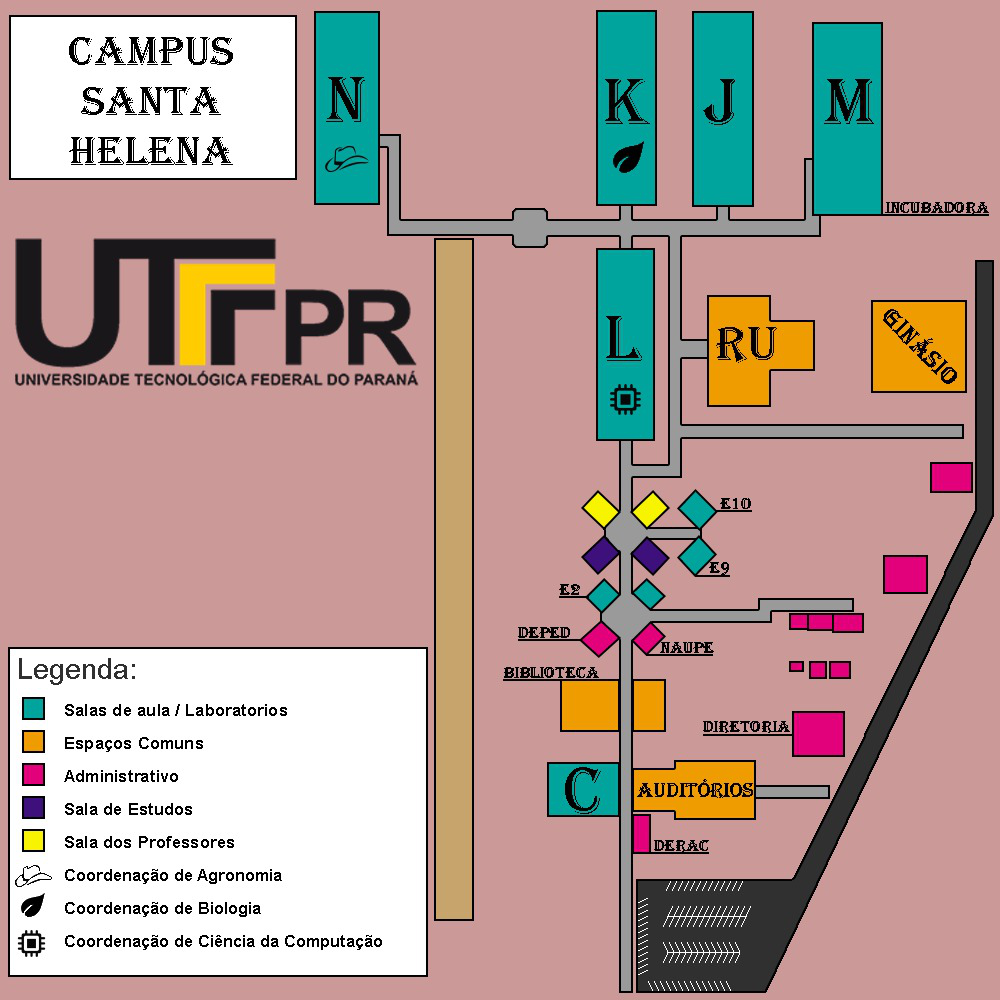 CAMPUS
SANTA
HELENA
N
K
J
M
INCUBADORA
UTFPR
UNIVERSIDADE TECNOLÓGICA FEDERAL DO PARANÁ
L
RU
GINÁSIO
E10
E9
E2
DEPED
NAUPE
BIBLIOTECA
DIRETORIA
C
AUDITÓRIOS
DERAC
Legenda:
Salas de aula / Laboratorios
Espaços Comuns
Administrativo
Sala de Estudos
Sala dos Professores
Coordenação de Agronomia
Coordenação de Biologia
Coordenação de Ciência da Computação